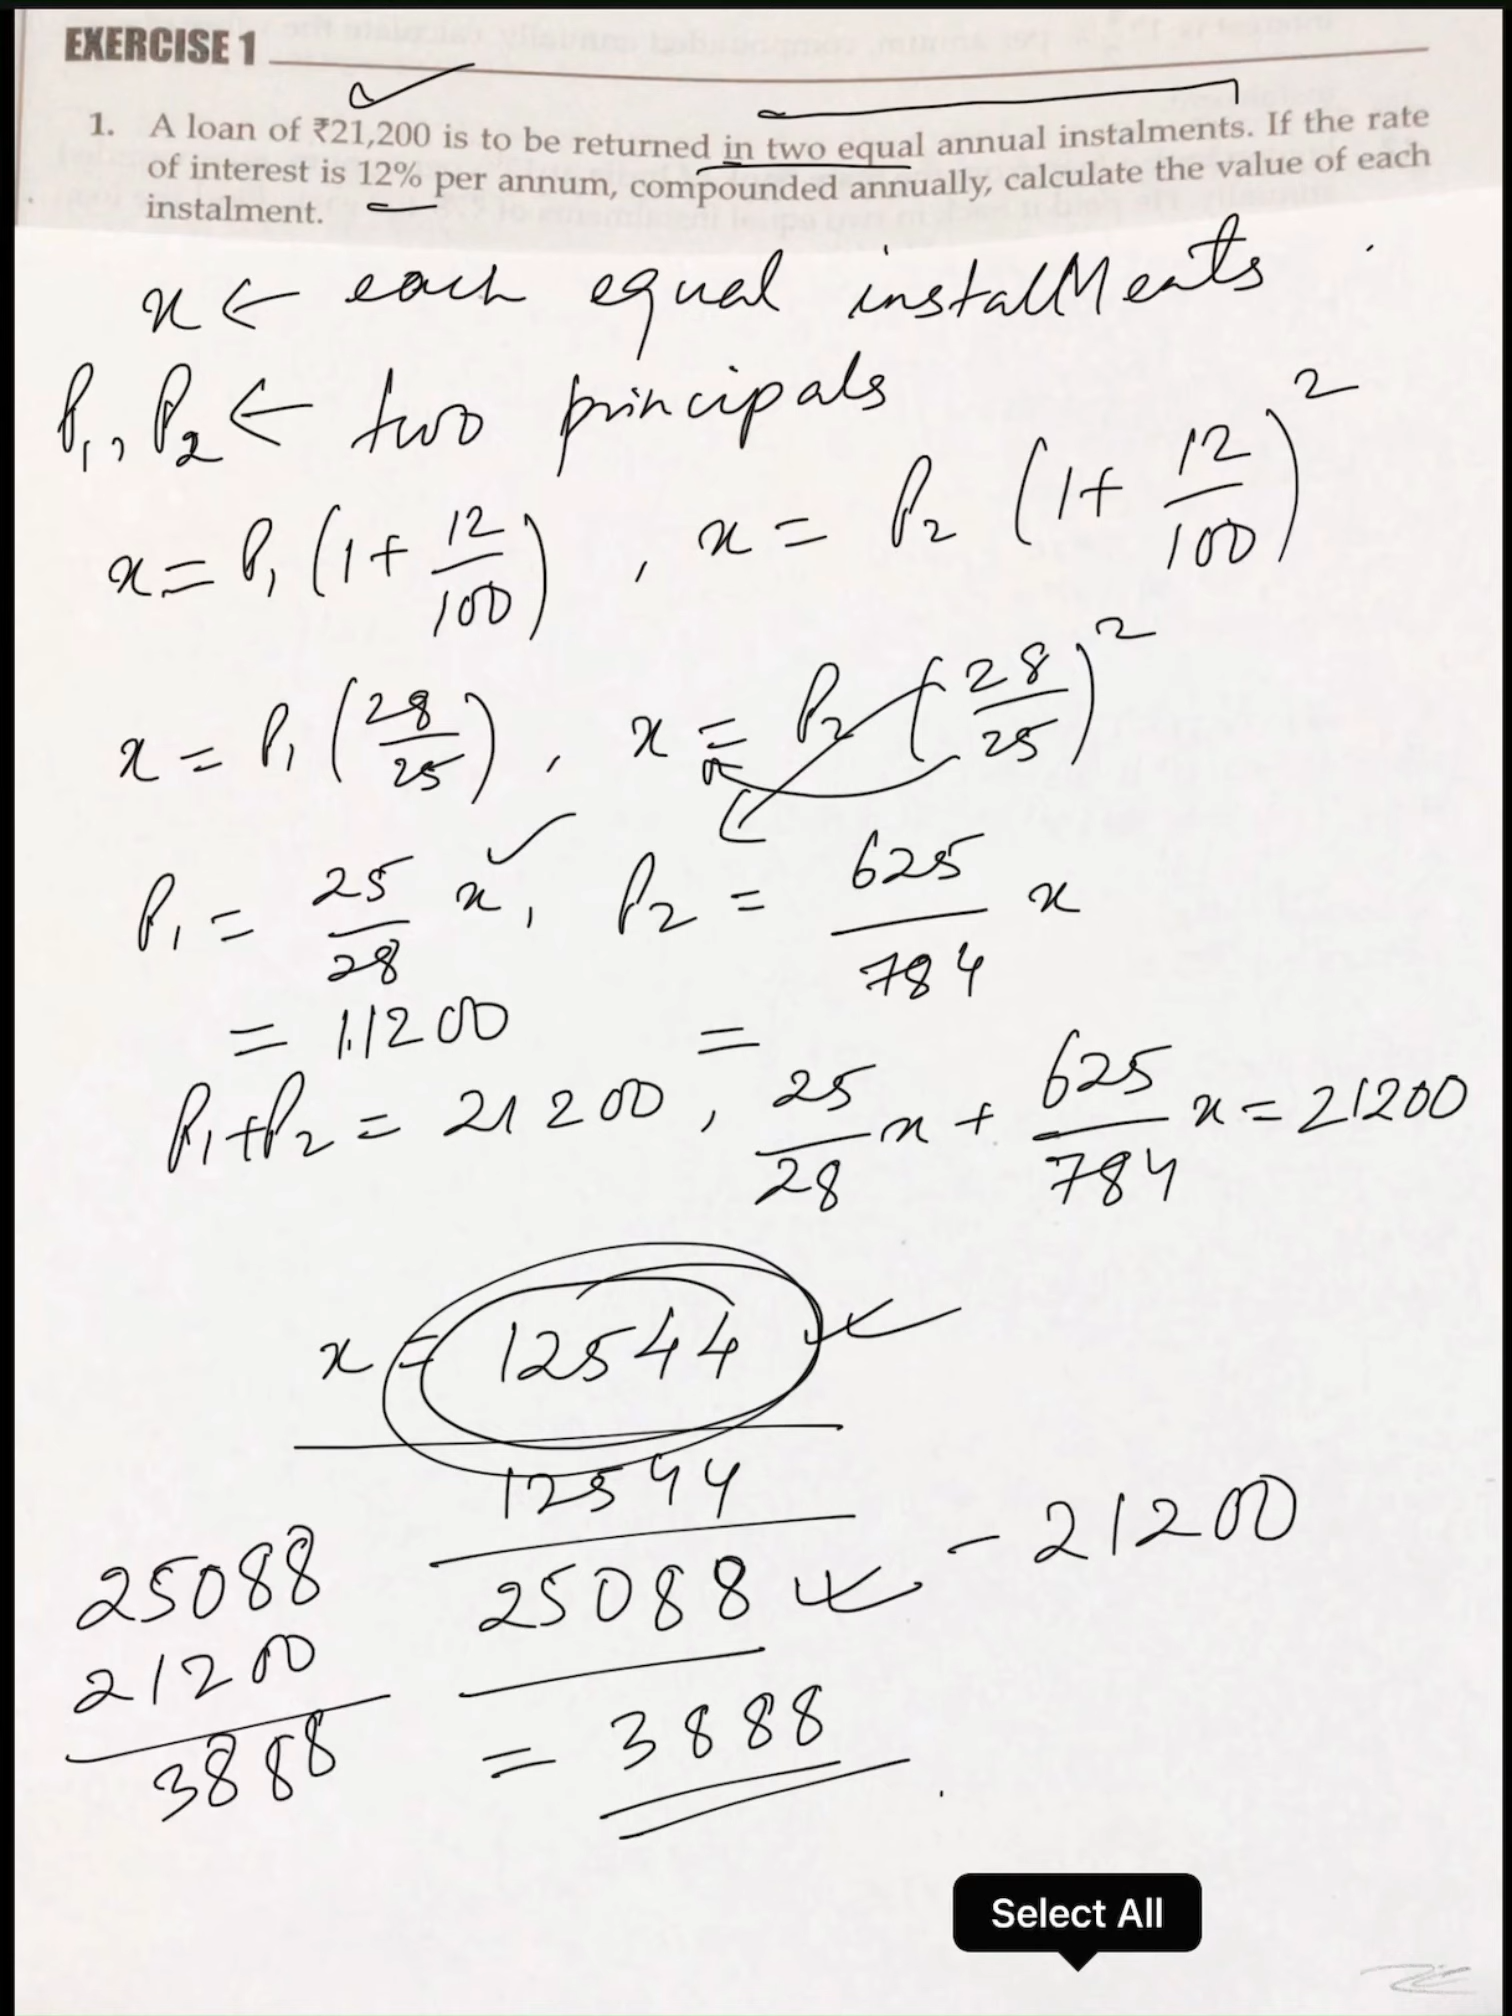 EXERCISE 1
1. A loan of ₹21,200 is to be returned in two equal annual instalments. If the rate
of interest is 12% per annum, compounded annually, calculate the value of each
instalment.
x ← each equal installMents
P₁, P₂ ← two principals
x = P₁ (1 + 12/100), x = P₂ (1 + 12/100)²
x = P₁ (28/25), x = P₂ (28/25)²
P₁ = 25/28 x, P₂ = 625/784 x
= 11200 =
P₁+P₂ = 21200, 25/28 x + 625/784 x = 21200
x = 12544
12544
25088 - 21200
= 3888
25088
21200
3888
Select All